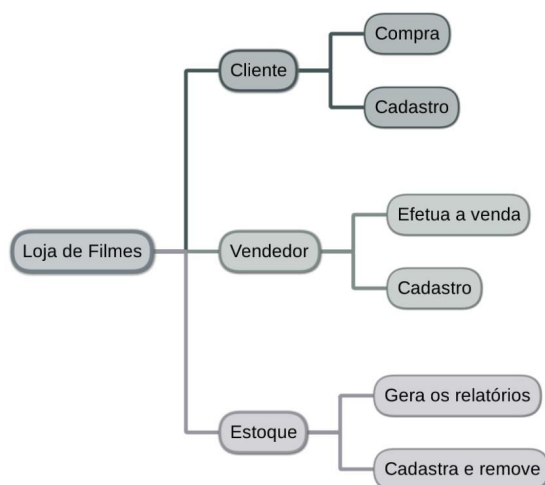 Compra
Cliente
Cadastro
Efetua a venda
Loja de Filmes
Vendedor
Cadastro
Gera os relatórios
Estoque
Cadastra e remove